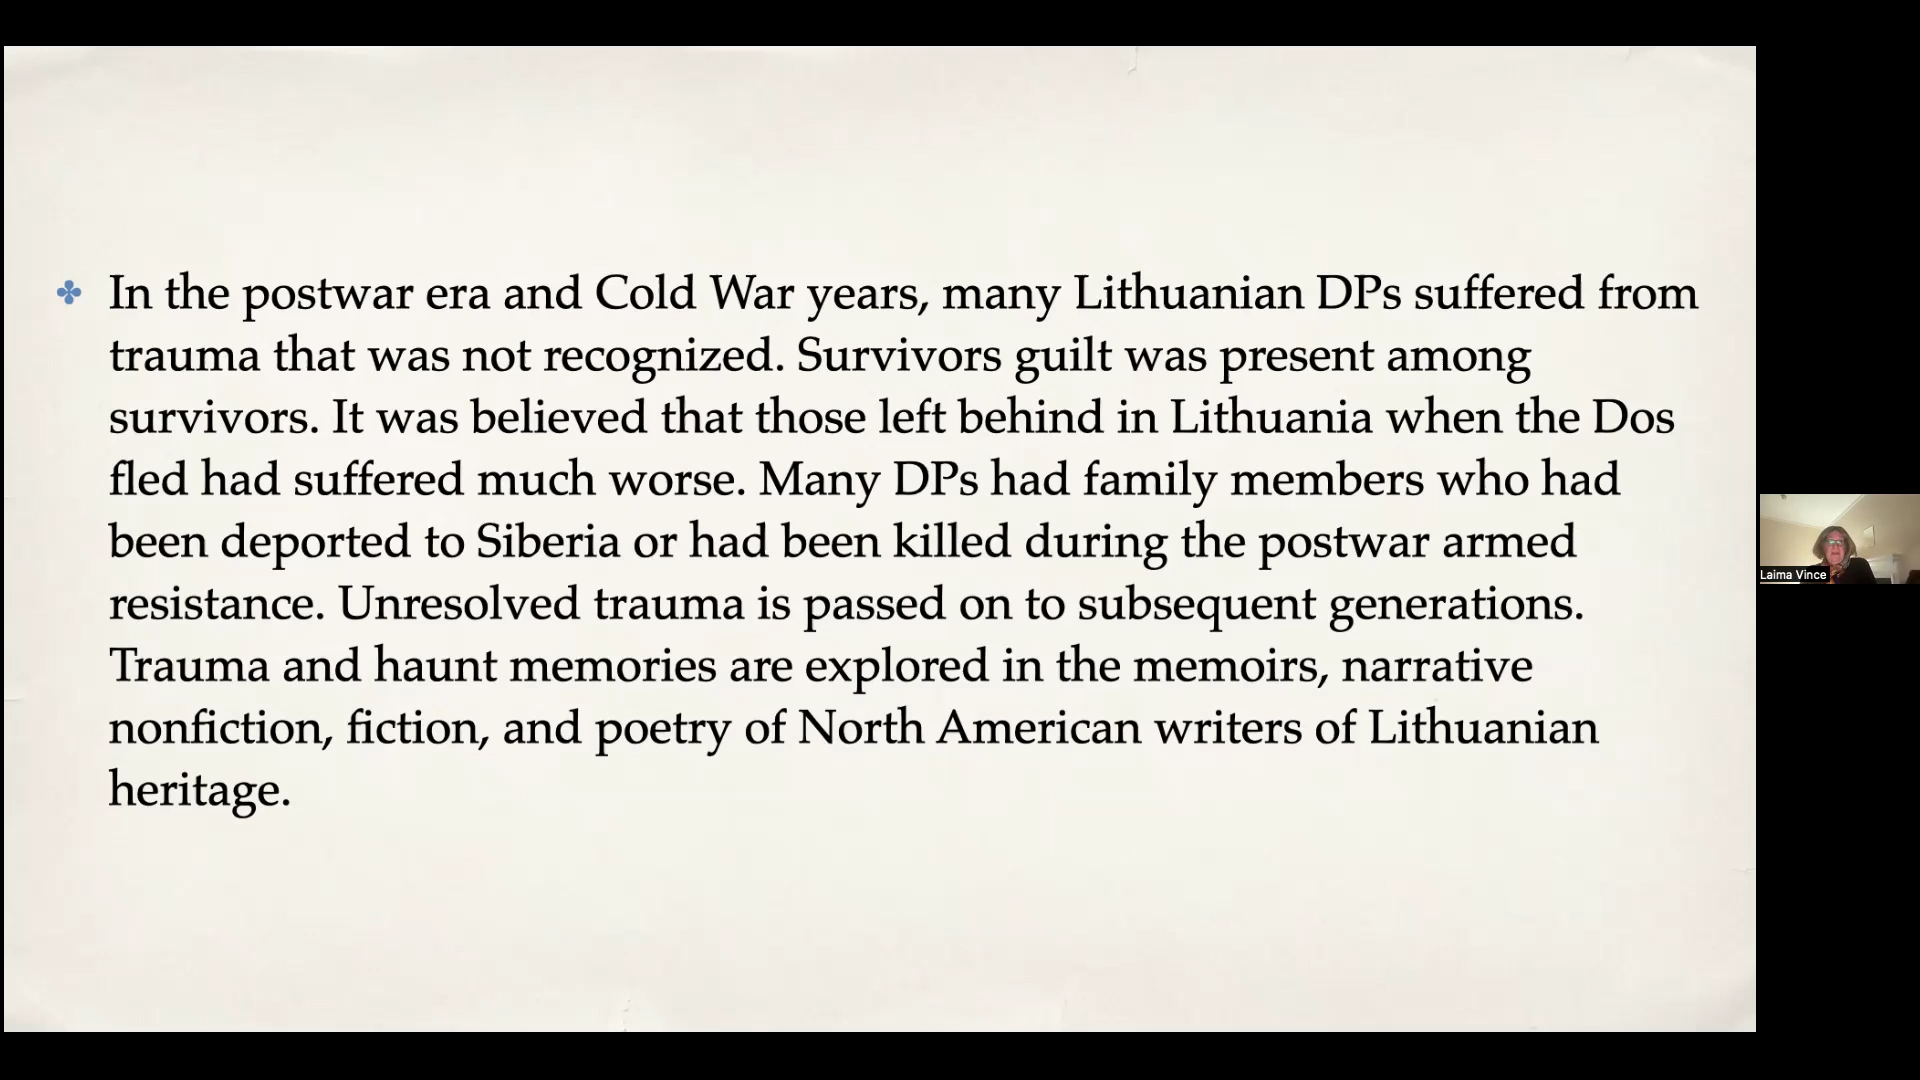 In the postwar era and Cold War years, many Lithuanian DPs suffered from
trauma that was not recognized. Survivors guilt was present among
survivors. It was believed that those left behind in Lithuania when the Dos
fled had suffered much worse. Many DPs had family members who had
been deported to Siberia or had been killed during the postwar armed
resistance. Unresolved trauma is passed on to subsequent generations.
Trauma and haunt memories are explored in the memoirs, narrative
nonfiction, fiction, and poetry of North American writers of Lithuanian
heritage.
Laima Vince